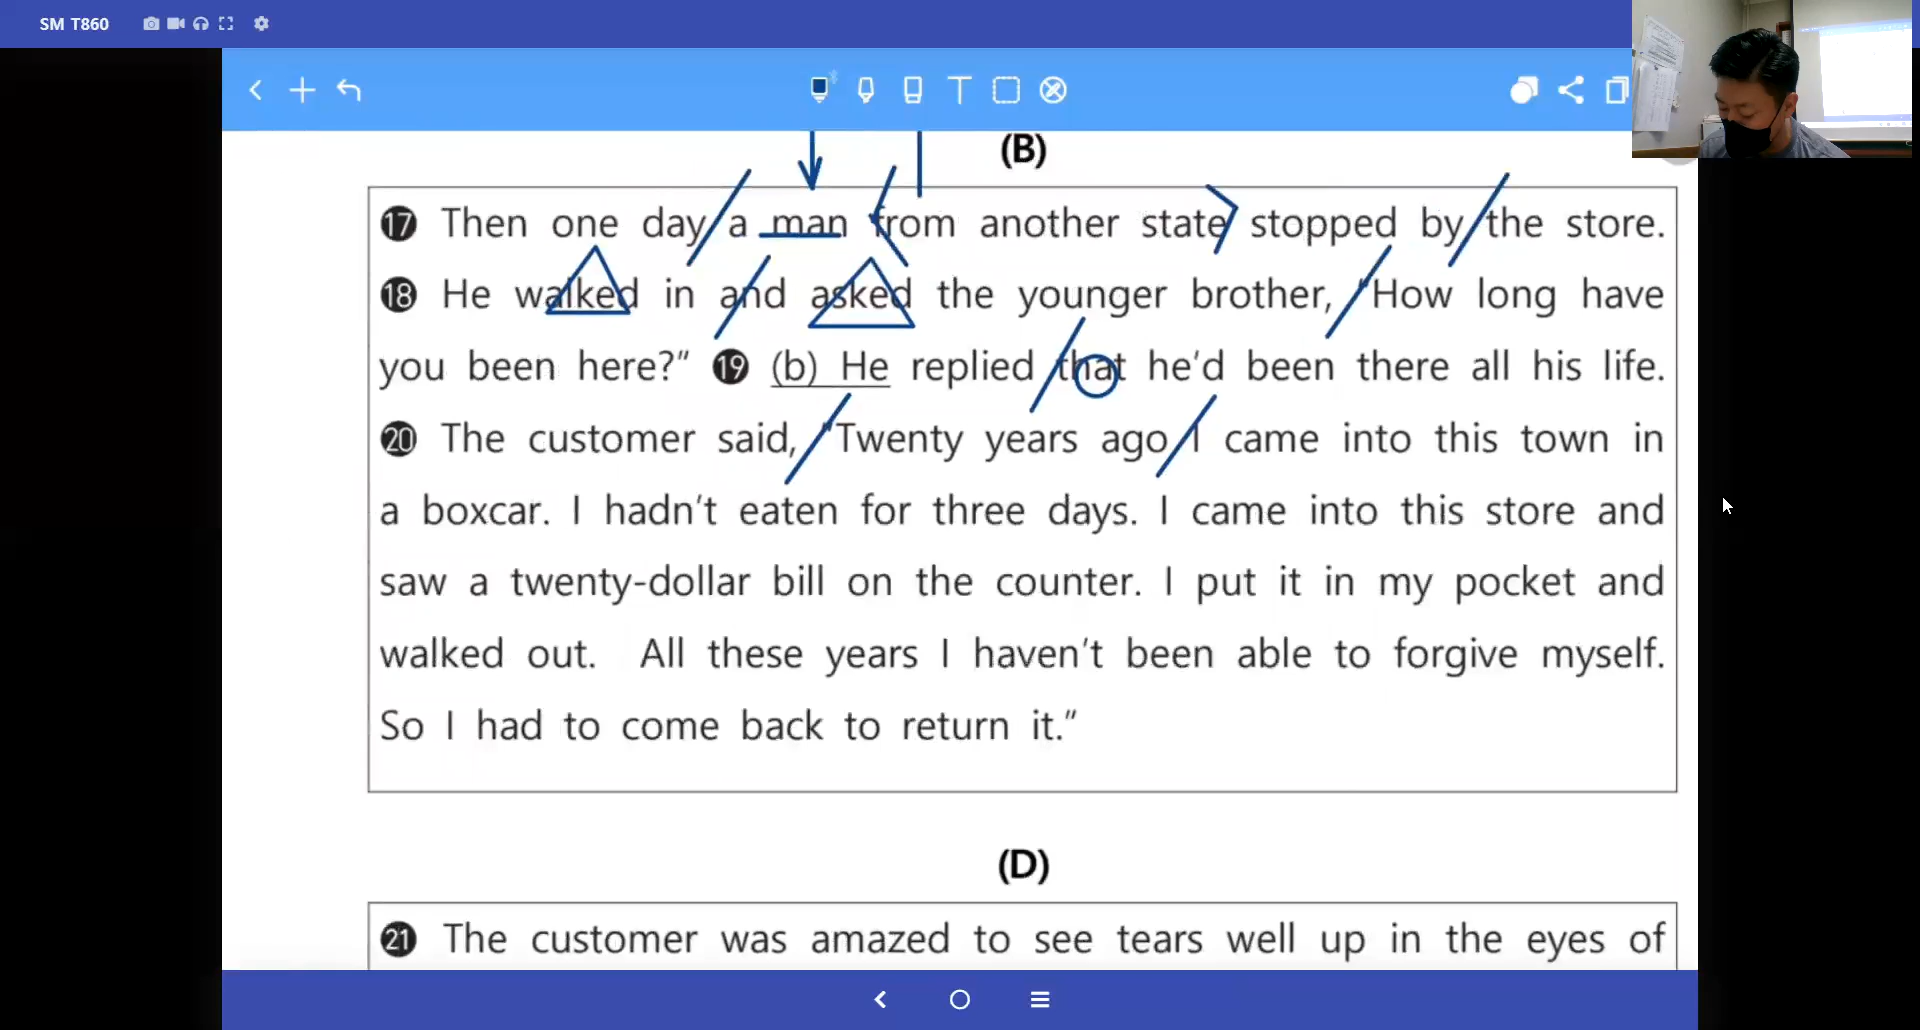 SM T860
(B)
⓱ Then one day a man from another state stopped by the store.
⓲ He walked in and asked the younger brother, “How long have
you been here?” ⓳ (b) He replied that he’d been there all his life.
⓴ The customer said, “Twenty years ago I came into this town in
a boxcar. I hadn’t eaten for three days. I came into this store and
saw a twenty-dollar bill on the counter. I put it in my pocket and
walked out. All these years I haven’t been able to forgive myself.
So I had to come back to return it.”
(D)
㉑ The customer was amazed to see tears well up in the eyes of